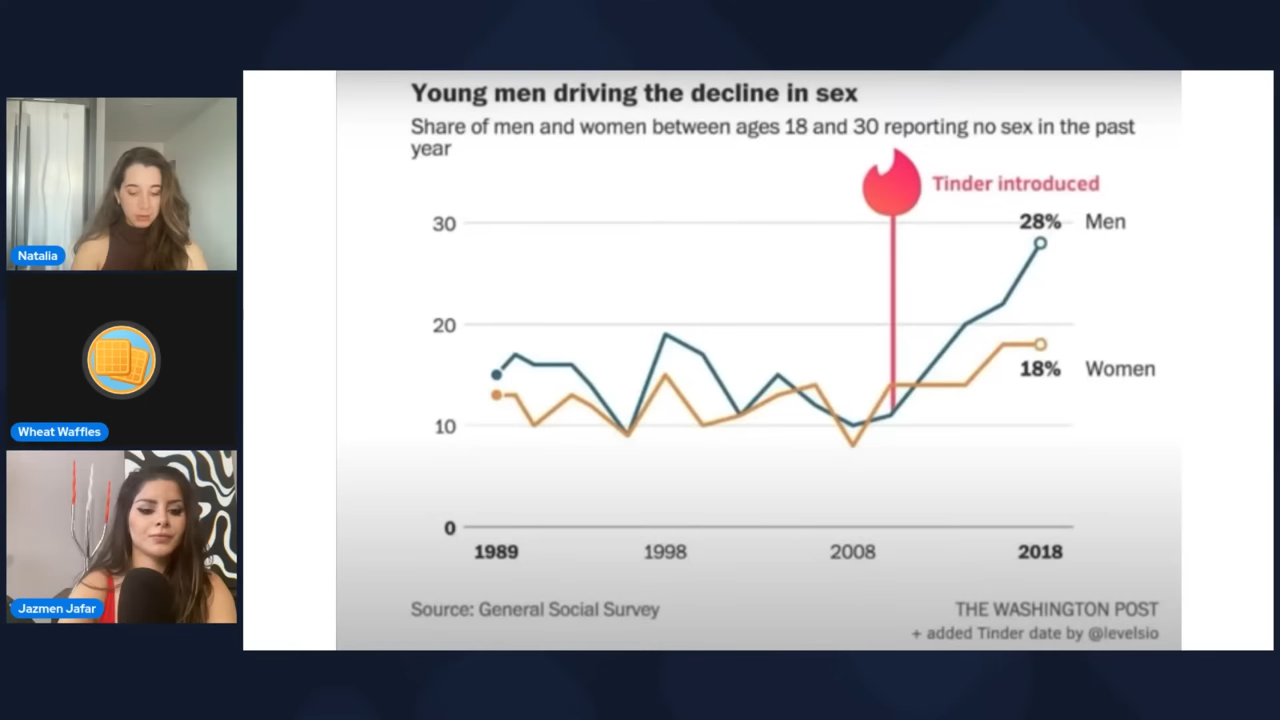 Young men driving the decline in sex
Share of men and women between ages 18 and 30 reporting no sex in the past
year
Tinder introduced
30
28% Men
20
18% Women
10
0
1989 1998 2008 2018
Source: General Social Survey
THE WASHINGTON POST
+ added Tinder date by @levelsio
Natalia
Wheat Waffles
Jazmen Jafar